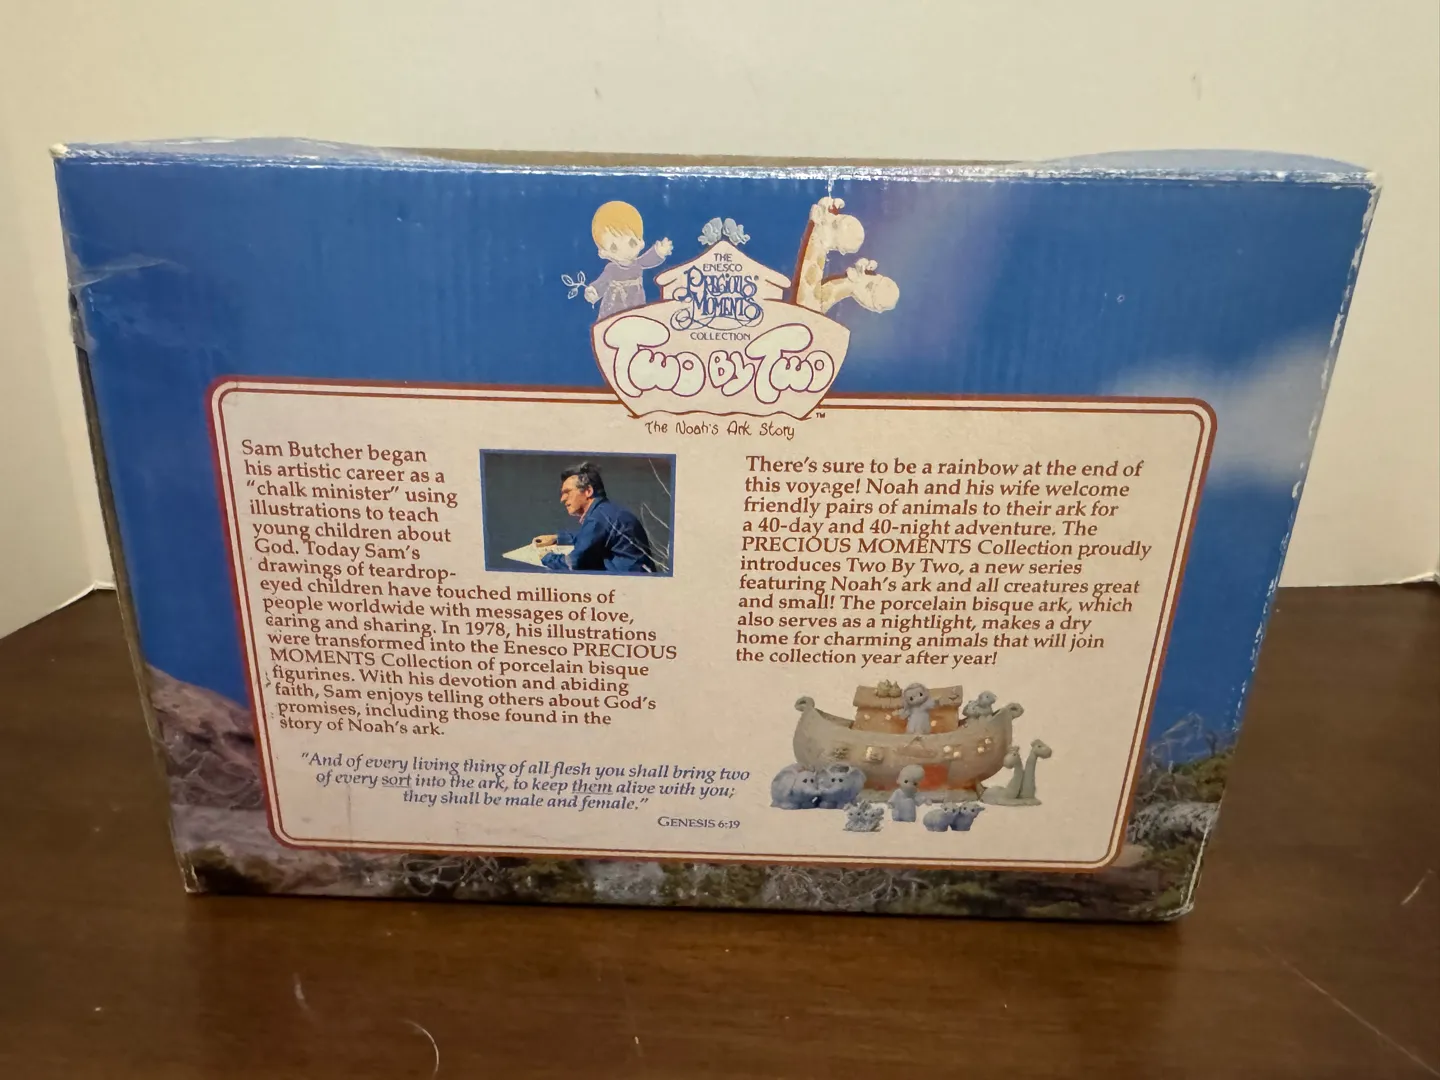 THE
ENESCO
PRECIOUS
MOMENTS®
COLLECTION
TWO BY TWO
™
The Noah's Ark Story
Sam Butcher began
his artistic career as a
"chalk minister" using
illustrations to teach
young children about
God. Today Sam's
drawings of teardrop-
eyed children have touched millions of
people worldwide with messages of love,
caring and sharing. In 1978, his illustrations
were transformed into the Enesco PRECIOUS
MOMENTS Collection of porcelain bisque
figurines. With his devotion and abiding
faith, Sam enjoys telling others about God's
promises, including those found in the
story of Noah's ark.
"And of every living thing of all flesh you shall bring two
of every sort into the ark, to keep them alive with you;
they shall be male and female."
GENESIS 6:19
There's sure to be a rainbow at the end of
this voyage! Noah and his wife welcome
friendly pairs of animals to their ark for
a 40-day and 40-night adventure. The
PRECIOUS MOMENTS Collection proudly
introduces Two By Two, a new series
featuring Noah's ark and all creatures great
and small! The porcelain bisque ark, which
also serves as a nightlight, makes a dry
home for charming animals that will join
the collection year after year!